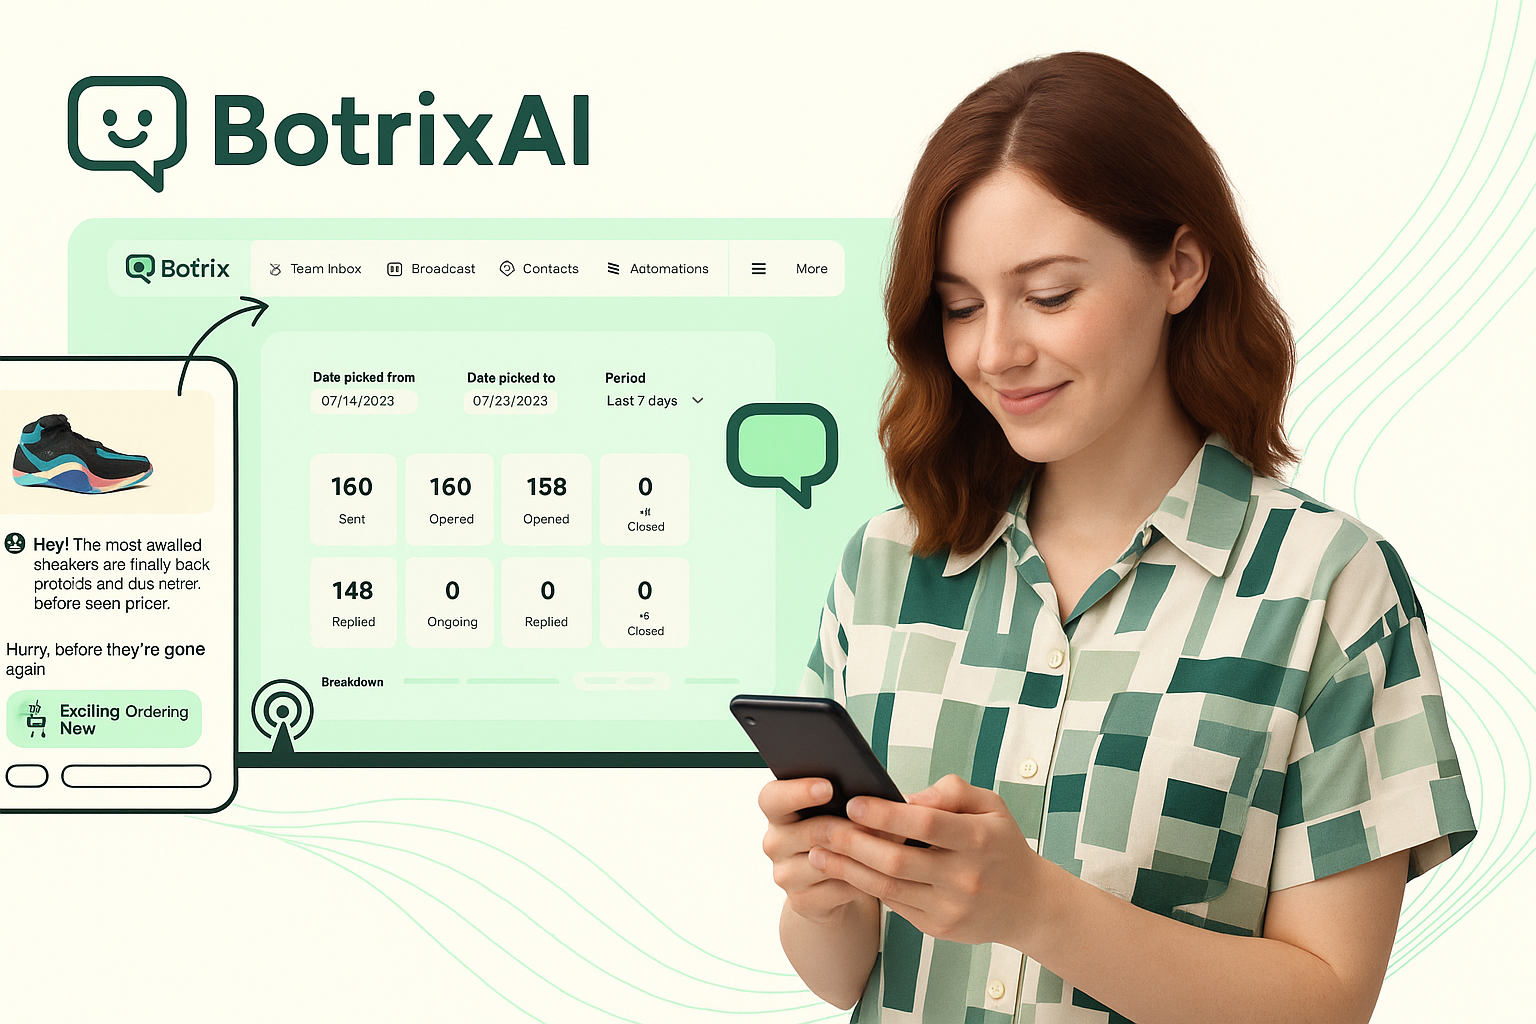 BotrixAI
Botrix
Team Inbox
Broadcast
Contacts
Automations
More
Date picked from
Date picked to
Period
07/14/2023
07/23/2023
Last 7 days
160
160
158
0
Sent
Opered
Opened
Closed
148
0
0
0
Replied
Ongoing
Replied
Closed
Breakdown
Hey! The most awalled
sheakers are finally back
protoids and dus netrer.
before seen pricer.
Hurry, before they're gone
again
Exciling Ordering
New